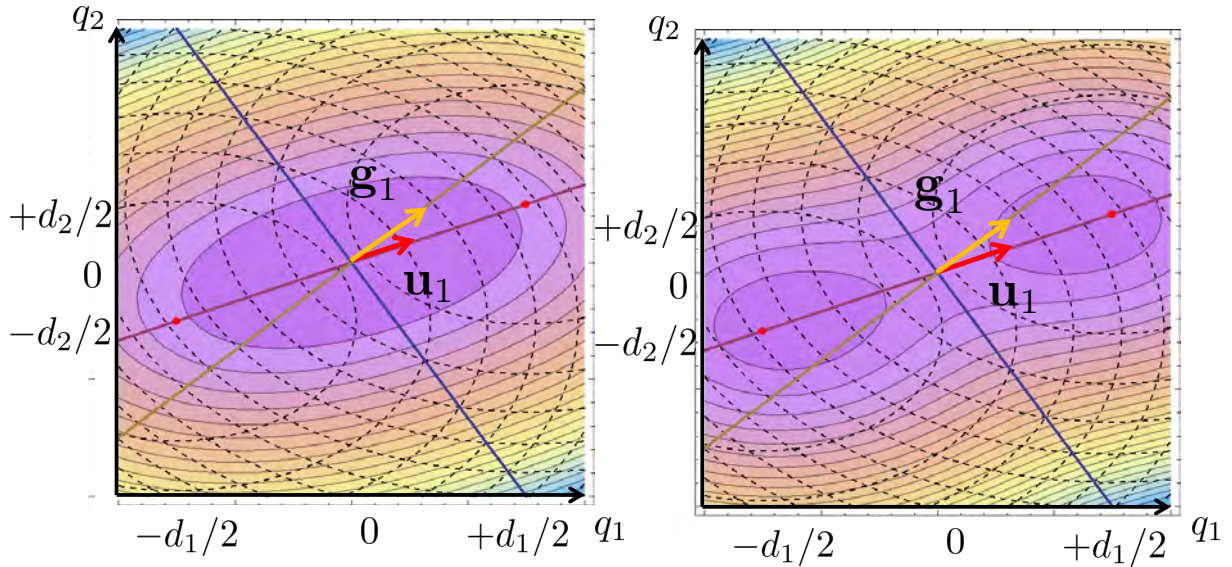 q₂
g₁
+d₂/2
0
u₁
−d₂/2
−d₁/2
0
+d₁/2
q₁
q₂
g₁
+d₂/2
0
u₁
−d₂/2
−d₁/2
0
+d₁/2
q₁